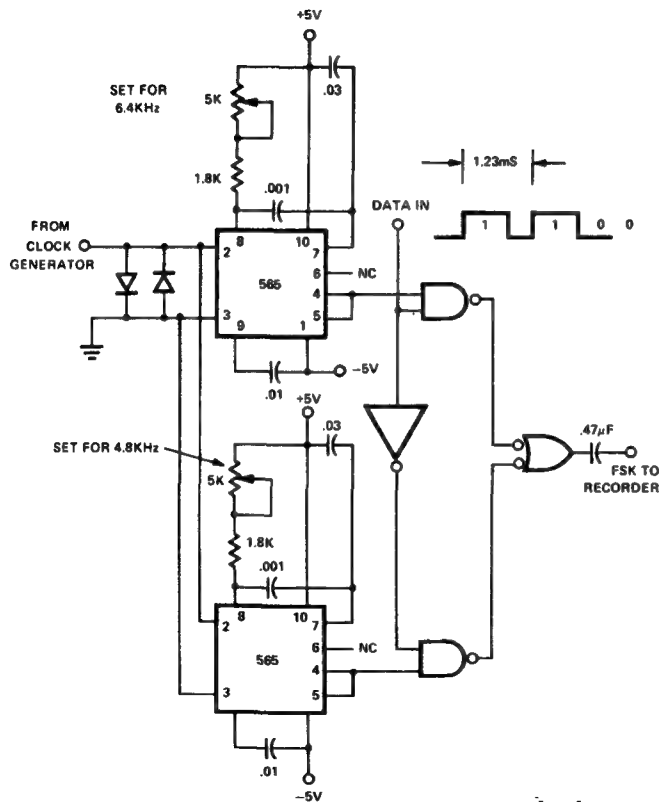 +5V
SET FOR
6.4KHz
5K
.03
1.8K
.001
1.23mS
DATA IN
1 1 0 0
FROM
CLOCK
GENERATOR
8 10
2 7
6 NC
565
4
3 5
9 1
.01
-5V
+5V
.03
SET FOR 4.8KHz
5K
.47μF
FSK TO
RECORDER
1.8K
.001
8 10
2 7
6 NC
565
4
3 5
.01
-5V